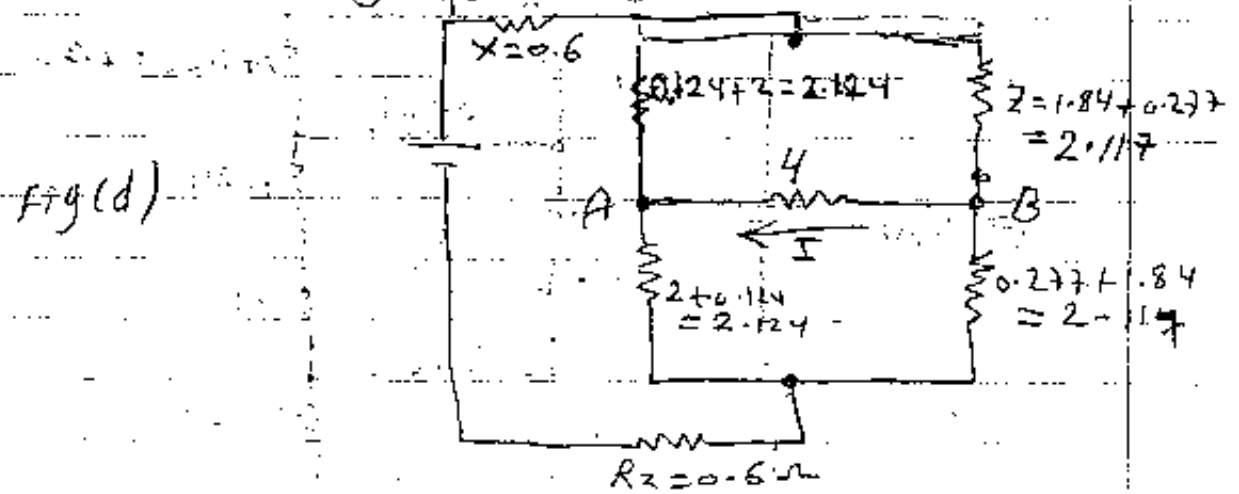 X=0.6
0.124+2=2.124
Z=1.84+0.277
=2.117
4
fig(d)
A
B
I
2+0.124
=2.124
0.277+1.84
=2.117
R2=0.6Ω